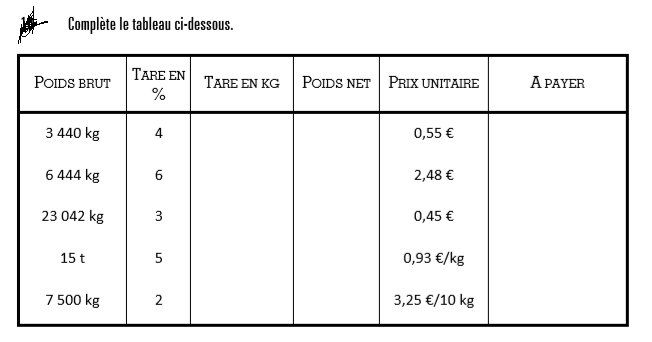 Complète le tableau ci-dessous.
POIDS BRUT TARE EN % TARE EN KG POIDS NET PRIX UNITAIRE A PAYER
3 440 kg 4 0,55 €
6 444 kg 6 2,48 €
23 042 kg 3 0,45 €
15 t 5 0,93 €/kg
7 500 kg 2 3,25 €/10 kg